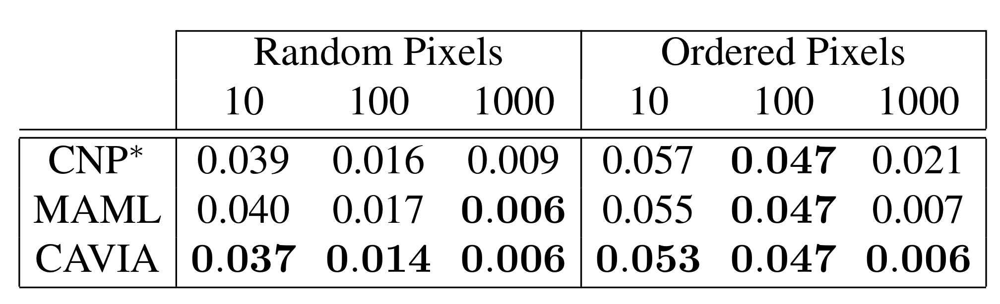 Random Pixels Ordered Pixels
10 100 1000 10 100 1000
CNP* 0.039 0.016 0.009 0.057 0.047 0.021
MAML 0.040 0.017 0.006 0.055 0.047 0.007
CAVIA 0.037 0.014 0.006 0.053 0.047 0.006